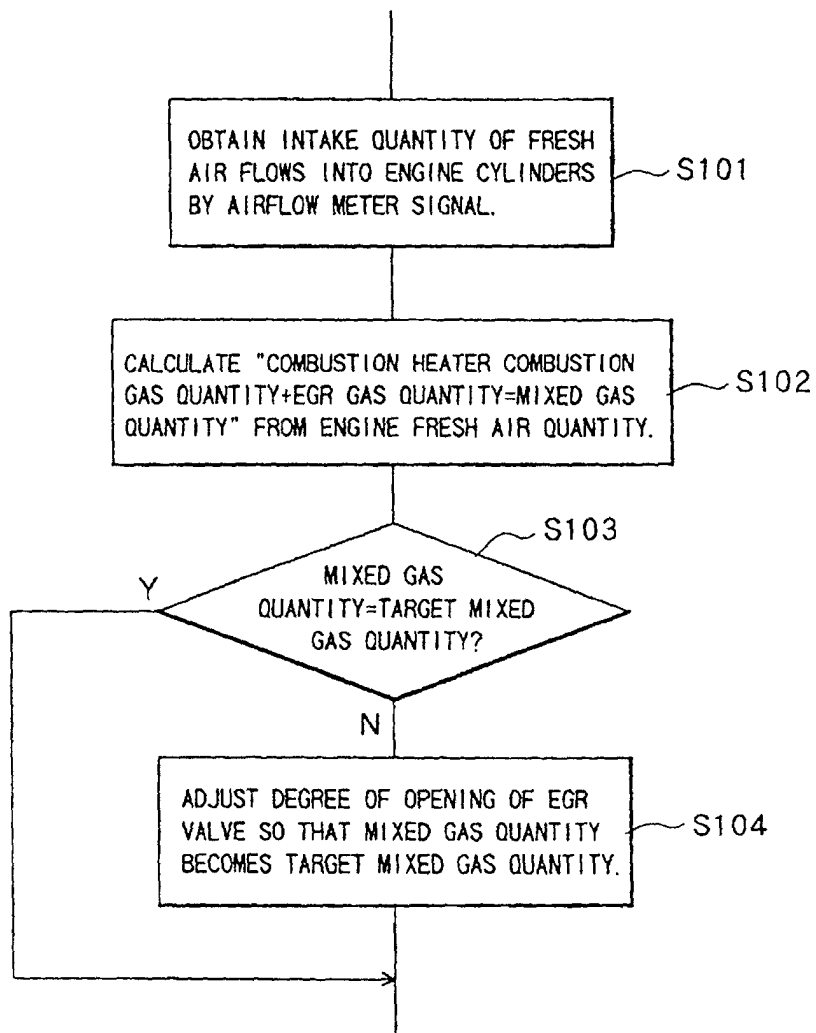 OBTAIN INTAKE QUANTITY OF FRESH
AIR FLOWS INTO ENGINE CYLINDERS
BY AIRFLOW METER SIGNAL.
S101
CALCULATE "COMBUSTION HEATER COMBUSTION
GAS QUANTITY+EGR GAS QUANTITY=MIXED GAS
QUANTITY" FROM ENGINE FRESH AIR QUANTITY.
S102
S103
Y
MIXED GAS
QUANTITY=TARGET MIXED
GAS QUANTITY?
N
ADJUST DEGREE OF OPENING OF EGR
VALVE SO THAT MIXED GAS QUANTITY
BECOMES TARGET MIXED GAS QUANTITY.
S104